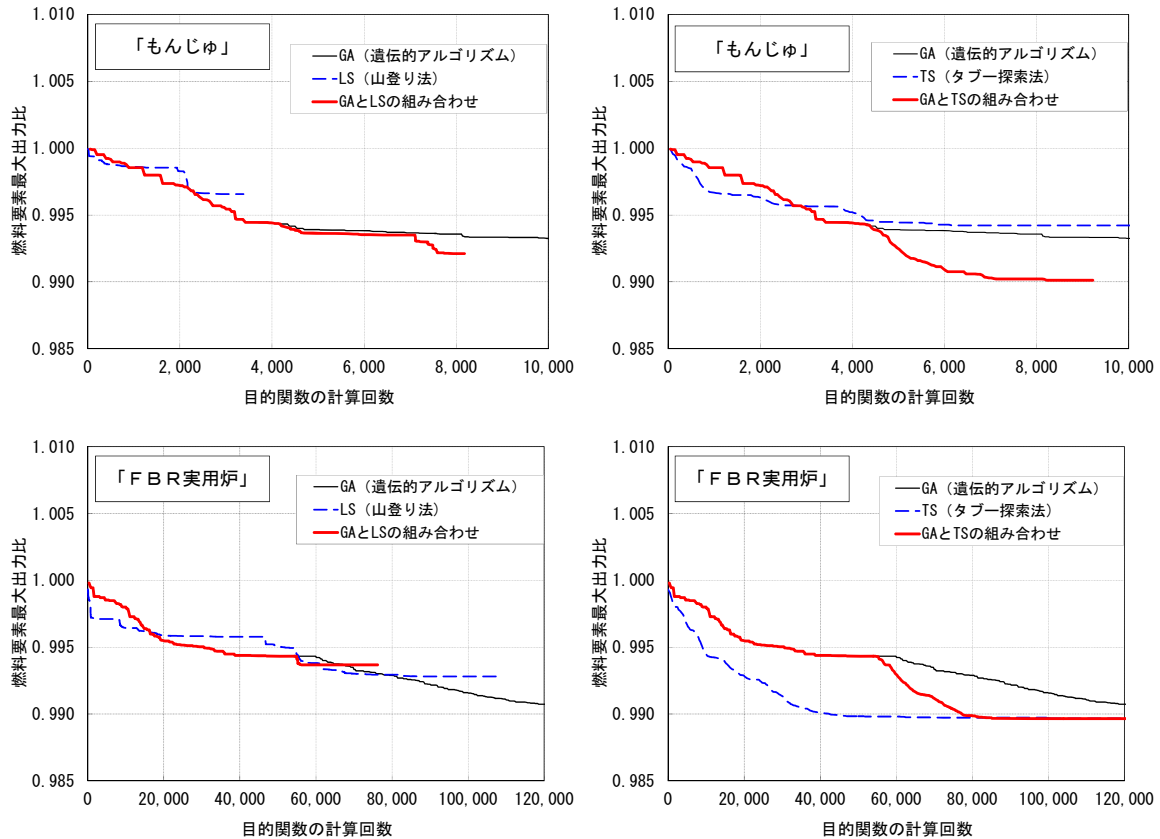 1.010
1.005
1.000
0.995
0.990
0.985
燃料要素最大出力比
「もんじゅ」
GA（遺伝的アルゴリズム）
LS（山登り法）
GAとLSの組み合わせ
0 2,000 4,000 6,000 8,000 10,000
目的関数の計算回数
1.010
1.005
1.000
0.995
0.990
0.985
燃料要素最大出力比
「もんじゅ」
GA（遺伝的アルゴリズム）
TS（タブー探索法）
GAとTSの組み合わせ
0 2,000 4,000 6,000 8,000 10,000
目的関数の計算回数
1.010
1.005
1.000
0.995
0.990
0.985
燃料要素最大出力比
「ＦＢＲ実用炉」
GA（遺伝的アルゴリズム）
LS（山登り法）
GAとLSの組み合わせ
0 20,000 40,000 60,000 80,000 100,000 120,000
目的関数の計算回数
1.010
1.005
1.000
0.995
0.990
0.985
燃料要素最大出力比
「ＦＢＲ実用炉」
GA（遺伝的アルゴリズム）
TS（タブー探索法）
GAとTSの組み合わせ
0 20,000 40,000 60,000 80,000 100,000 120,000
目的関数の計算回数